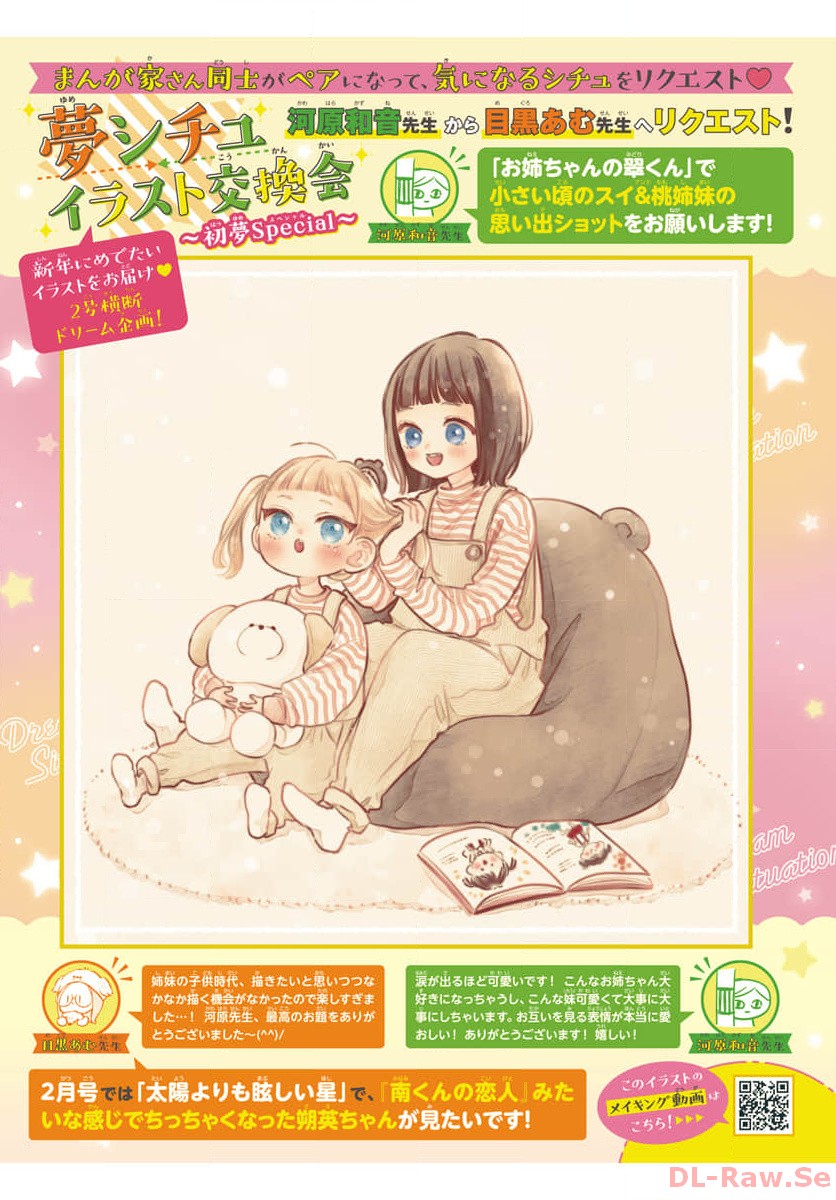 まんが家さん同士がペアになって、気になるシチュをリクエスト♥
夢シチュ
イラスト交換会
～初夢Special～
河原和音先生から目黒あむ先生へリクエスト!
「お姉ちゃんの翠くん」で
小さい頃のスイ&桃姉妹の
思い出ショットをお願いします!
河原和音先生
新年にめでたい
イラストをお届け♥
2号横断
ドリーム企画!
姉妹の子供時代、描きたいと思いつつな
かなか描く機会がなかったので楽しすぎま
した…! 河原先生、最高のお題をありが
とうございました～(^^)/
目黒あむ先生
涙が出るほど可愛いです! こんなお姉ちゃん大
好きになっちゃうし、こんな妹可愛くて大事に大
事にしちゃいます。お互いを見る表情が本当に愛
おしい! ありがとうございます! 嬉しい!
河原和音先生
2月号では「太陽よりも眩しい星」で、『南くんの恋人』みた
いな感じでちっちゃくなった朔英ちゃんが見たいです!
このイラストの
メイキング動画は
こちら!▶▶▶
DL-Raw.Se